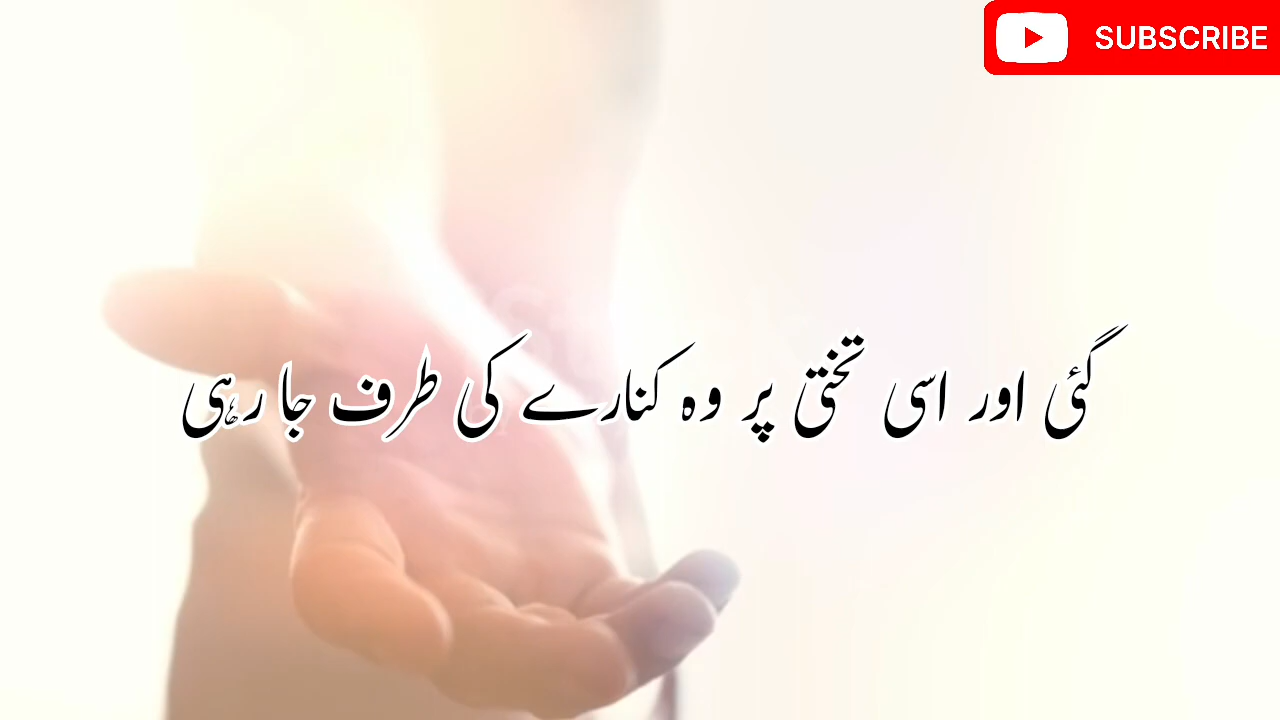 SUBSCRIBE
گئی اور اسی تختی پر وہ کنارے کی طرف جا رہی